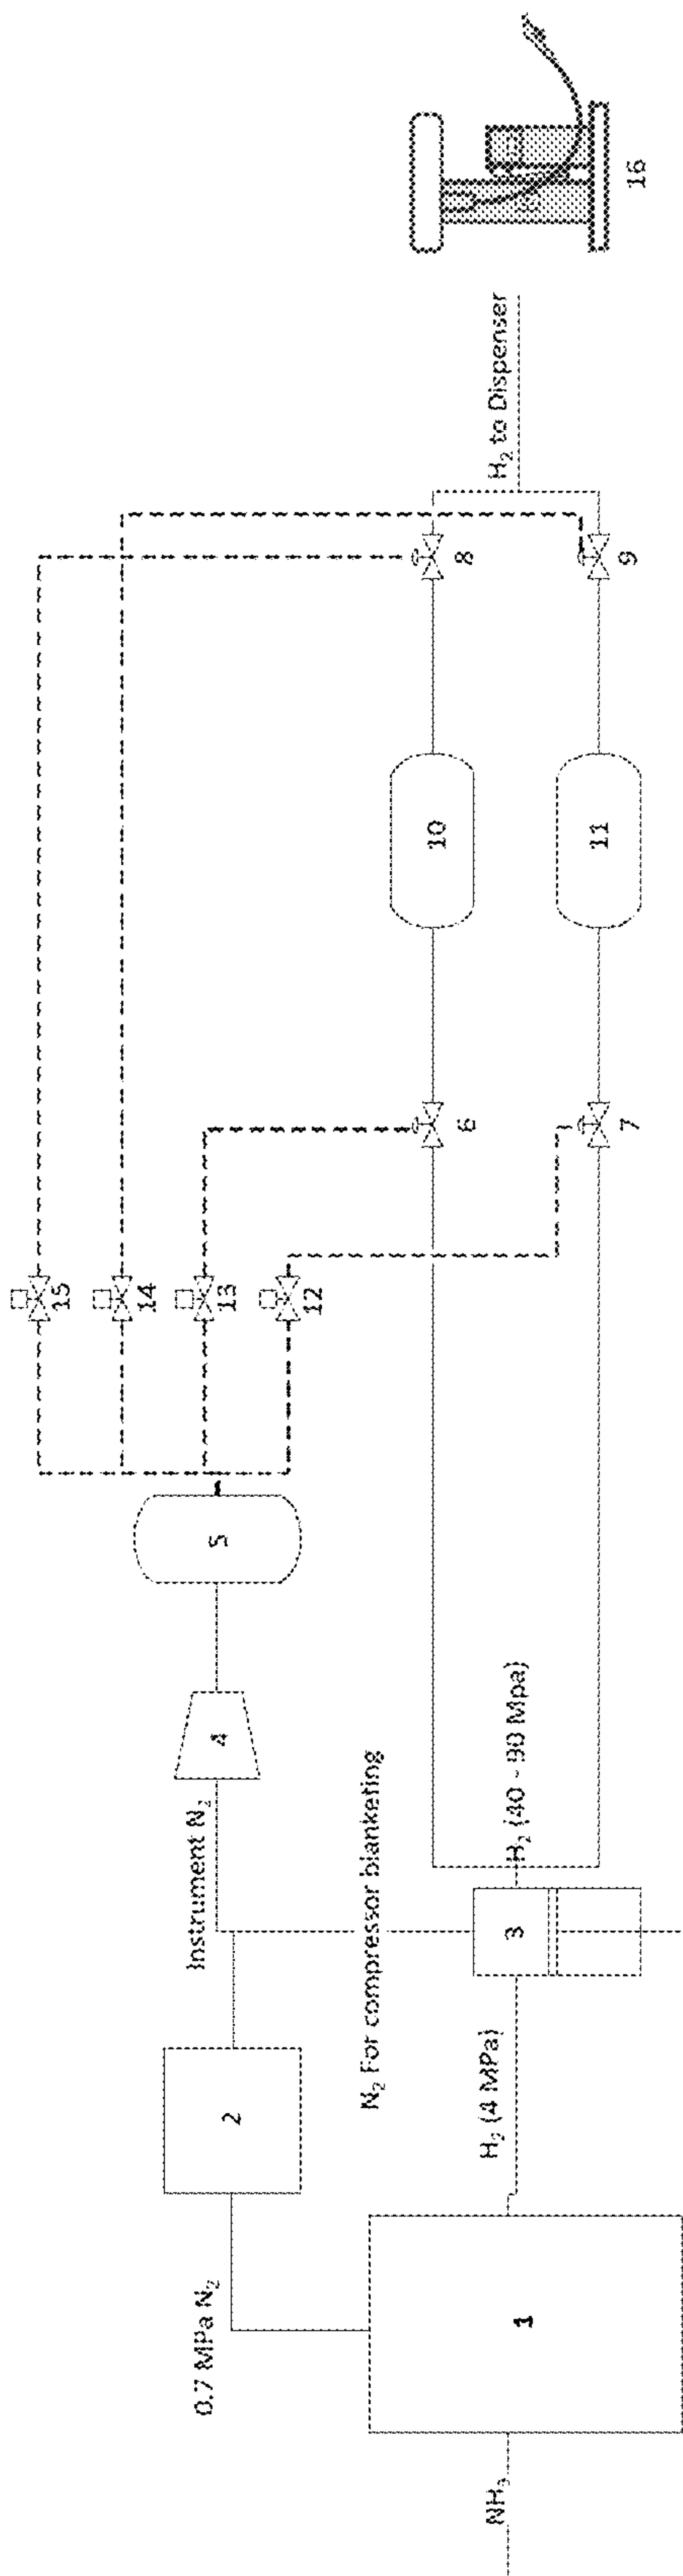 NH₃
1
0.7 MPa N₂
2
H₂ (4 MPa)
N₂ For compressor blanketing
Instrument N₂
3
H₂ (40 - 90 Mpa)
4
5
15
14
13
12
6
7
10
11
8
9
H₂ to Dispenser
16